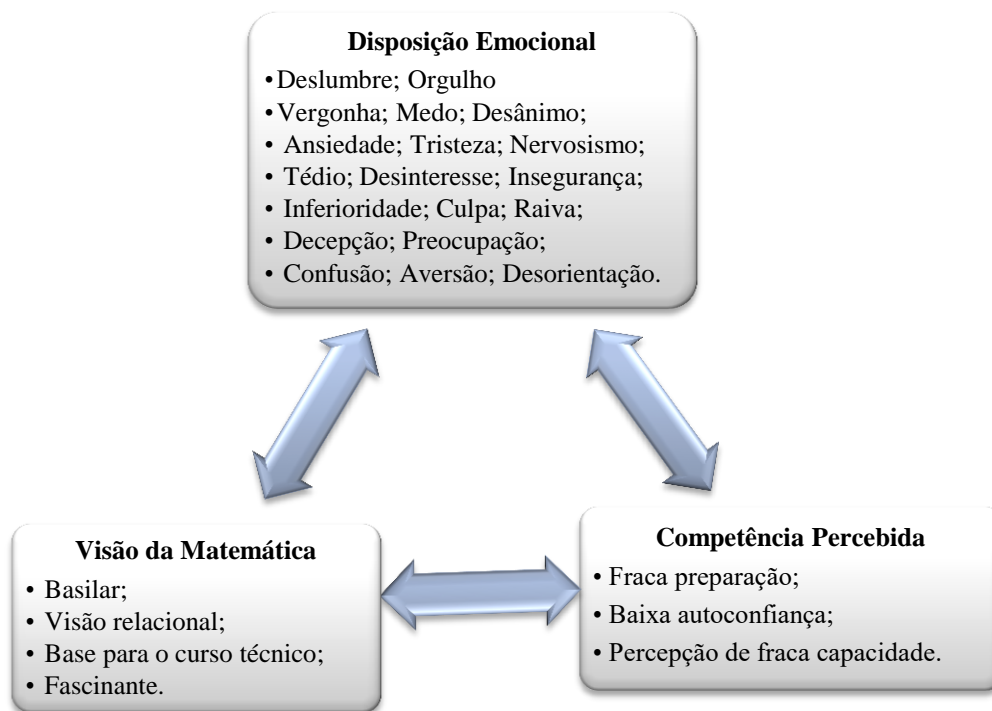 Disposição Emocional
•Deslumbre; Orgulho
•Vergonha; Medo; Desânimo;
• Ansiedade; Tristeza; Nervosismo;
• Tédio; Desinteresse; Insegurança;
• Inferioridade; Culpa; Raiva;
• Decepção; Preocupação;
• Confusão; Aversão; Desorientação.
Visão da Matemática
• Basilar;
• Visão relacional;
• Base para o curso técnico;
• Fascinante.
Competência Percebida
• Fraca preparação;
• Baixa autoconfiança;
• Percepção de fraca capacidade.